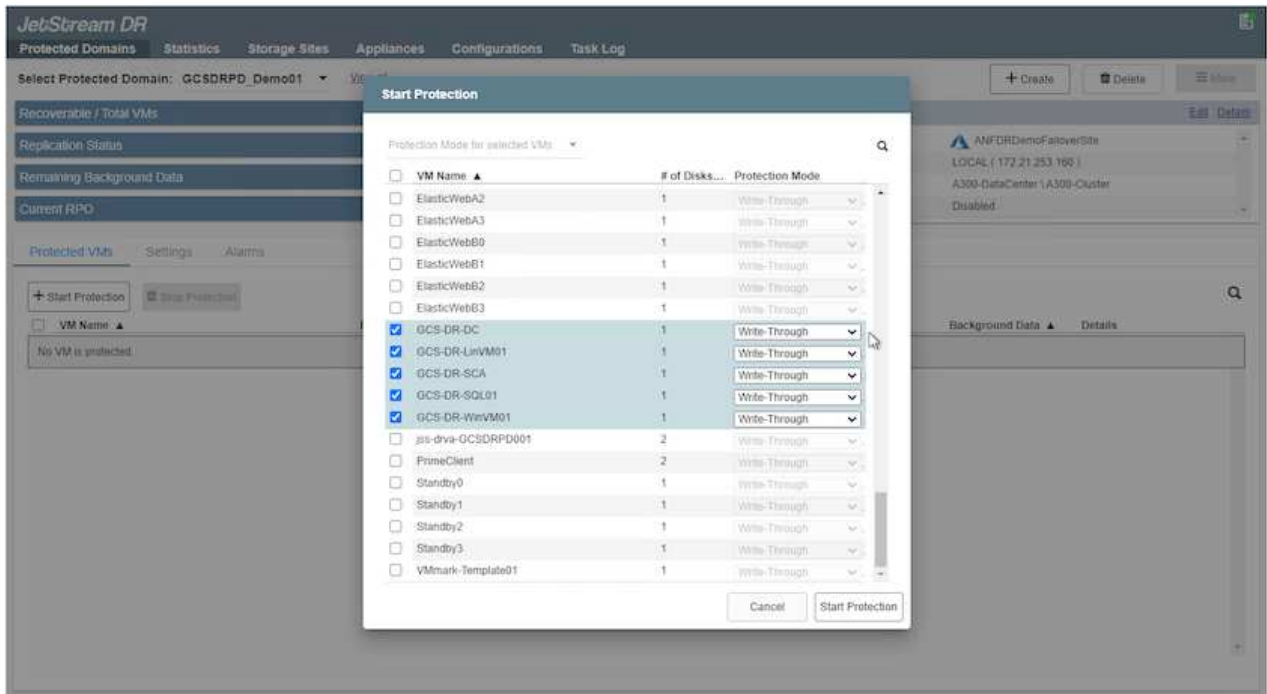 JetStream DR
Protected Domains Statistics Storage Sites Appliances Configurations Task Log
Select Protected Domain: GCSDRPD_Demo01
+ Create Delete More
Recoverable / Total VMs
Edit Details
Replication Status
ANFDRDemoFailoverSite
Remaining Background Data
LOCAL ( 172.21.253.160 )
A300-DataCenter \ A300-Cluster
Current RPO
Disabled
Protected VMs Settings Alarms
+ Start Protection Stop Protection
VM Name ▲ Background Data ▲ Details
No VM is protected.
Start Protection
Protection Mode for selected VMs
VM Name ▲ # of Disks... Protection Mode
ElasticWebA2 1 Write-Through
ElasticWebA3 1 Write-Through
ElasticWebB0 1 Write-Through
ElasticWebB1 1 Write-Through
ElasticWebB2 1 Write-Through
ElasticWebB3 1 Write-Through
GCS-DR-DC 1 Write-Through
GCS-DR-LinVM01 1 Write-Through
GCS-DR-SCA 1 Write-Through
GCS-DR-SQL01 1 Write-Through
GCS-DR-WinVM01 1 Write-Through
jss-drva-GCSDRPD001 2 Write-Through
PrimeClient 2 Write-Through
Standby0 1 Write-Through
Standby1 1 Write-Through
Standby2 1 Write-Through
Standby3 1 Write-Through
VMmark-Template01 1 Write-Through
Cancel Start Protection